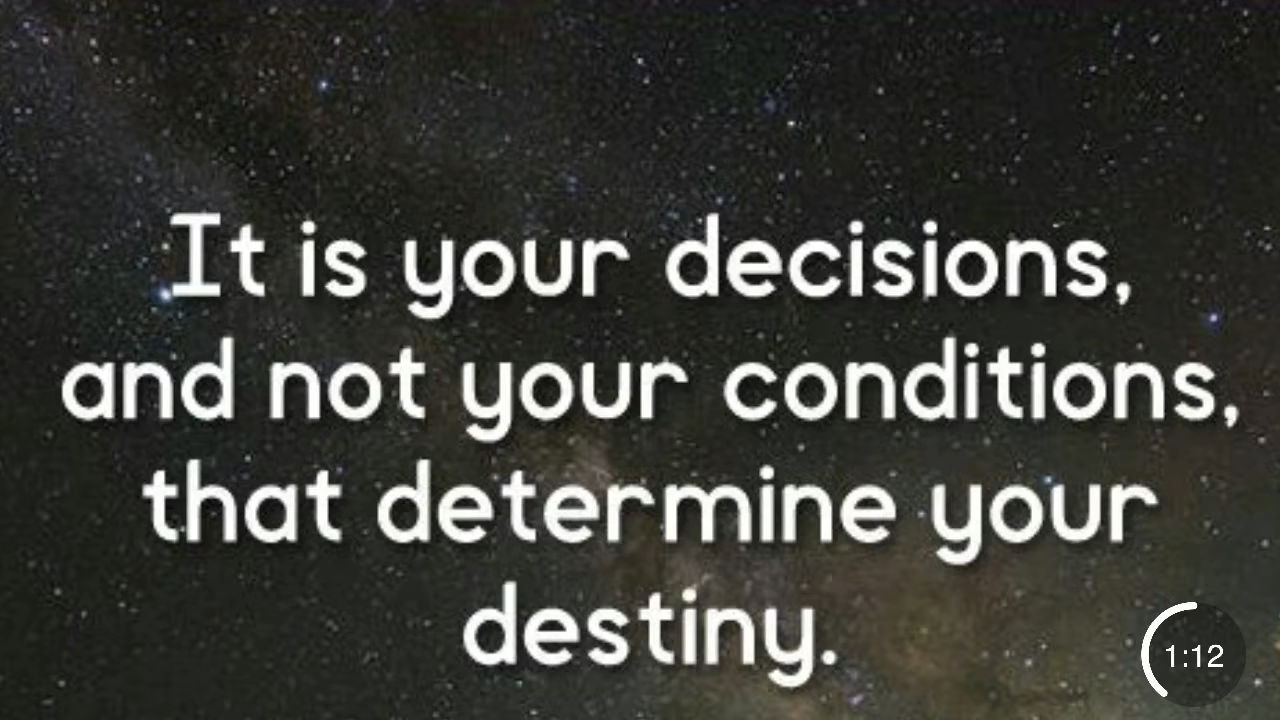 It is your decisions,
and not your conditions,
that determine your
destiny.
1:12